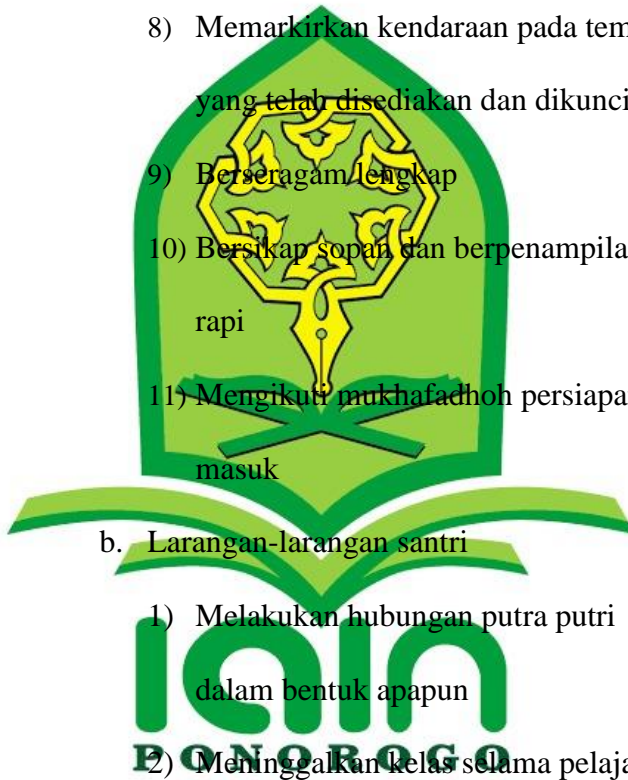 8) Memarkirkan kendaraan pada tem
yang telah disediakan dan dikunci
9) Berseragam lengkap
10) Bersikap sopan dan berpenampila
rapi
11) Mengikuti mukhafadhoh persiapa
masuk
b. Larangan-larangan santri
1) Melakukan hubungan putra putri
dalam bentuk apapun
iain
PONOROGO
2) Meninggalkan kelas selama pelaja